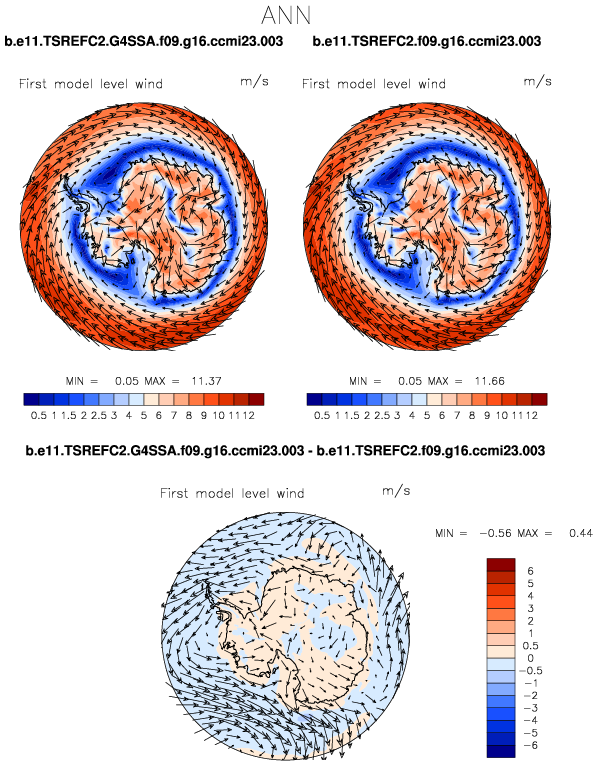 ANN
b.e11.TSREFC2.G4SSA.f09.g16.ccmi23.003 b.e11.TSREFC2.f09.g16.ccmi23.003
First model level wind m/s First model level wind m/s
MIN = 0.05 MAX = 11.37 MIN = 0.05 MAX = 11.66
0.5 1 1.5 2 2.5 3 4 5 6 7 8 9 10 11 12 0.5 1 1.5 2 2.5 3 4 5 6 7 8 9 10 11 12
b.e11.TSREFC2.G4SSA.f09.g16.ccmi23.003 - b.e11.TSREFC2.f09.g16.ccmi23.003
First model level wind m/s
MIN = -0.56 MAX = 0.44
6
5
4
3
2
1
0.5
0
-0.5
-1
-2
-3
-4
-5
-6